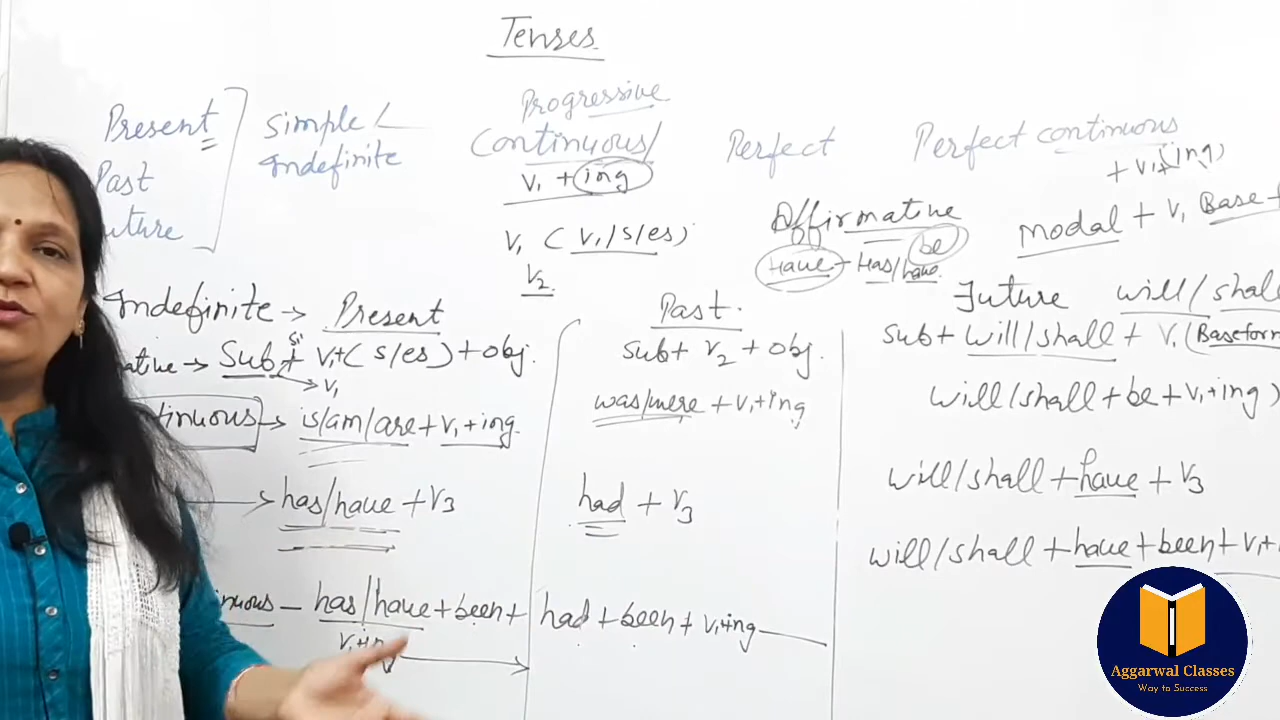 Tenses
Progressive
Present
Simple/
Indefinite
Continuous/
Perfect
Perfect continuous
Past
uture
V1 + ing
+ V1+(ing)
V1 (V1/s/es)
V2
Affirmative
be
Have - Has/have
Modal + V1 Base +
Indefinite → Present
Past.
Future will/shall
ative → Sub + V1+(s/es) + obj.
→ V1
Sub + V2 + obj.
Sub + will/shall + V1 (Baseform
tinuous → is/am/are + V1+ing.
was/were + V1+ing
will/shall + be + V1+ing)
→ has/have + V3
had + V3
will/shall + have + V3
nuous - has/have + been +
V1+ing
had + been + V1+ing
will/shall + have + been + V1+i
Aggarwal Classes
Way to Success